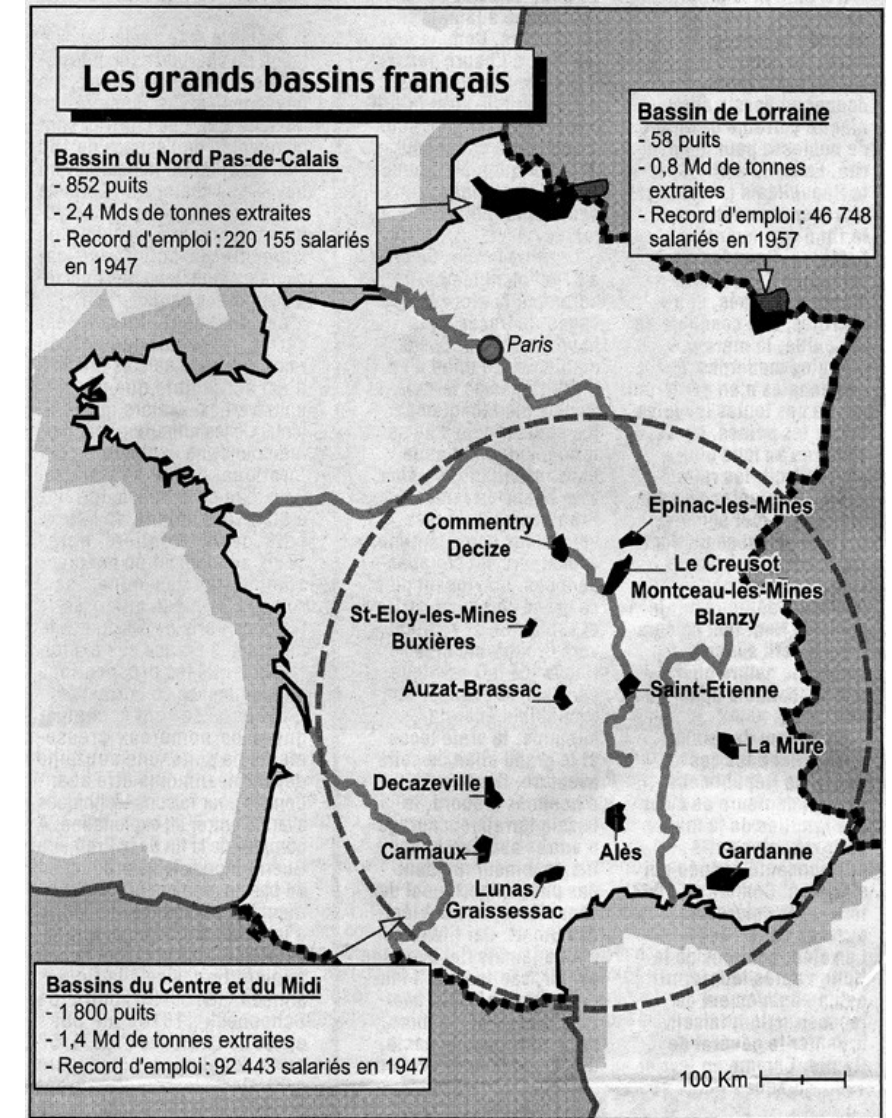 Les grands bassins français
Bassin du Nord Pas-de-Calais
- 852 puits
- 2,4 Mds de tonnes extraites
- Record d'emploi : 220 155 salariés
en 1947
Bassin de Lorraine
- 58 puits
- 0,8 Md de tonnes
extraites
- Record d'emploi : 46 748
salariés en 1957
Paris
Epinac-les-Mines
Commentry
Decize
Le Creusot
Montceau-les-Mines
Blanzy
St-Eloy-les-Mines
Buxières
Auzat-Brassac
Saint-Etienne
La Mure
Decazeville
Carmaux
Alès
Gardanne
Lunas
Graissessac
Bassins du Centre et du Midi
- 1 800 puits
- 1,4 Md de tonnes extraites
- Record d'emploi : 92 443 salariés en 1947
100 Km